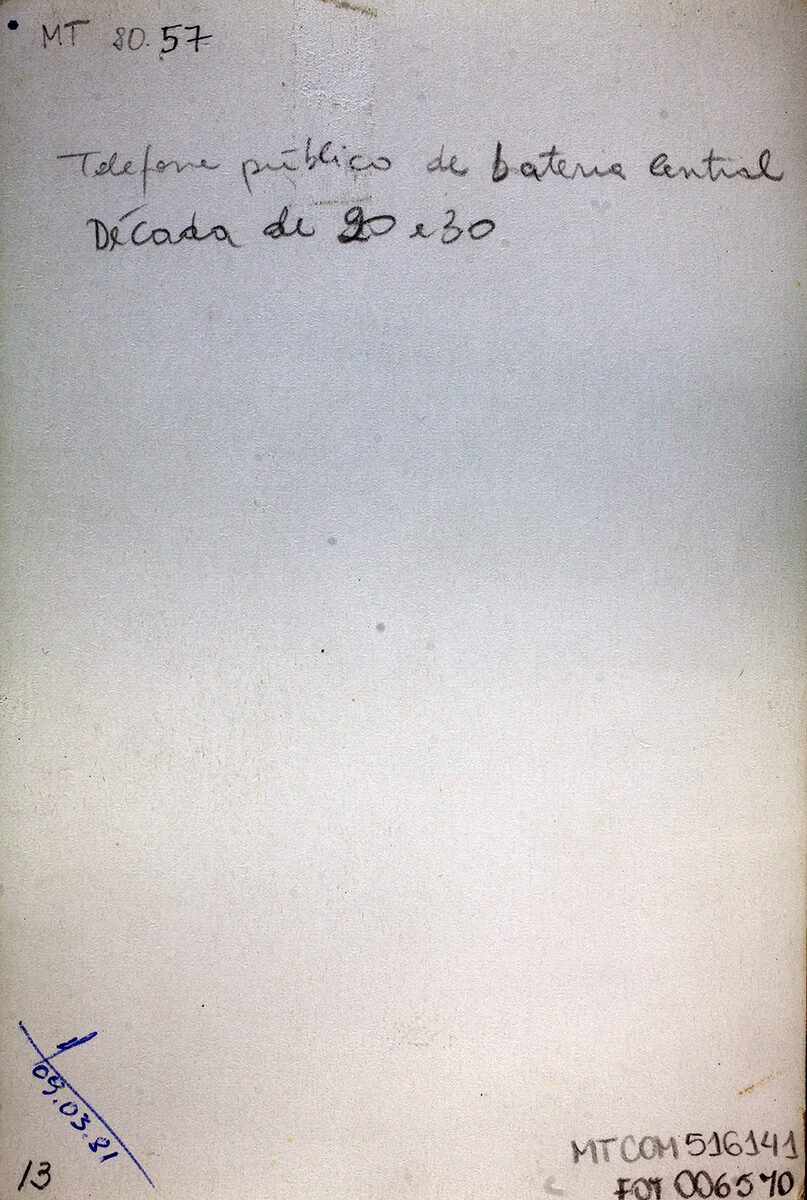 MT 80.57
Telefone público de bateria central
Década de 20 e 30
09.03.81
13
MTCOM 516141
FOT 006570